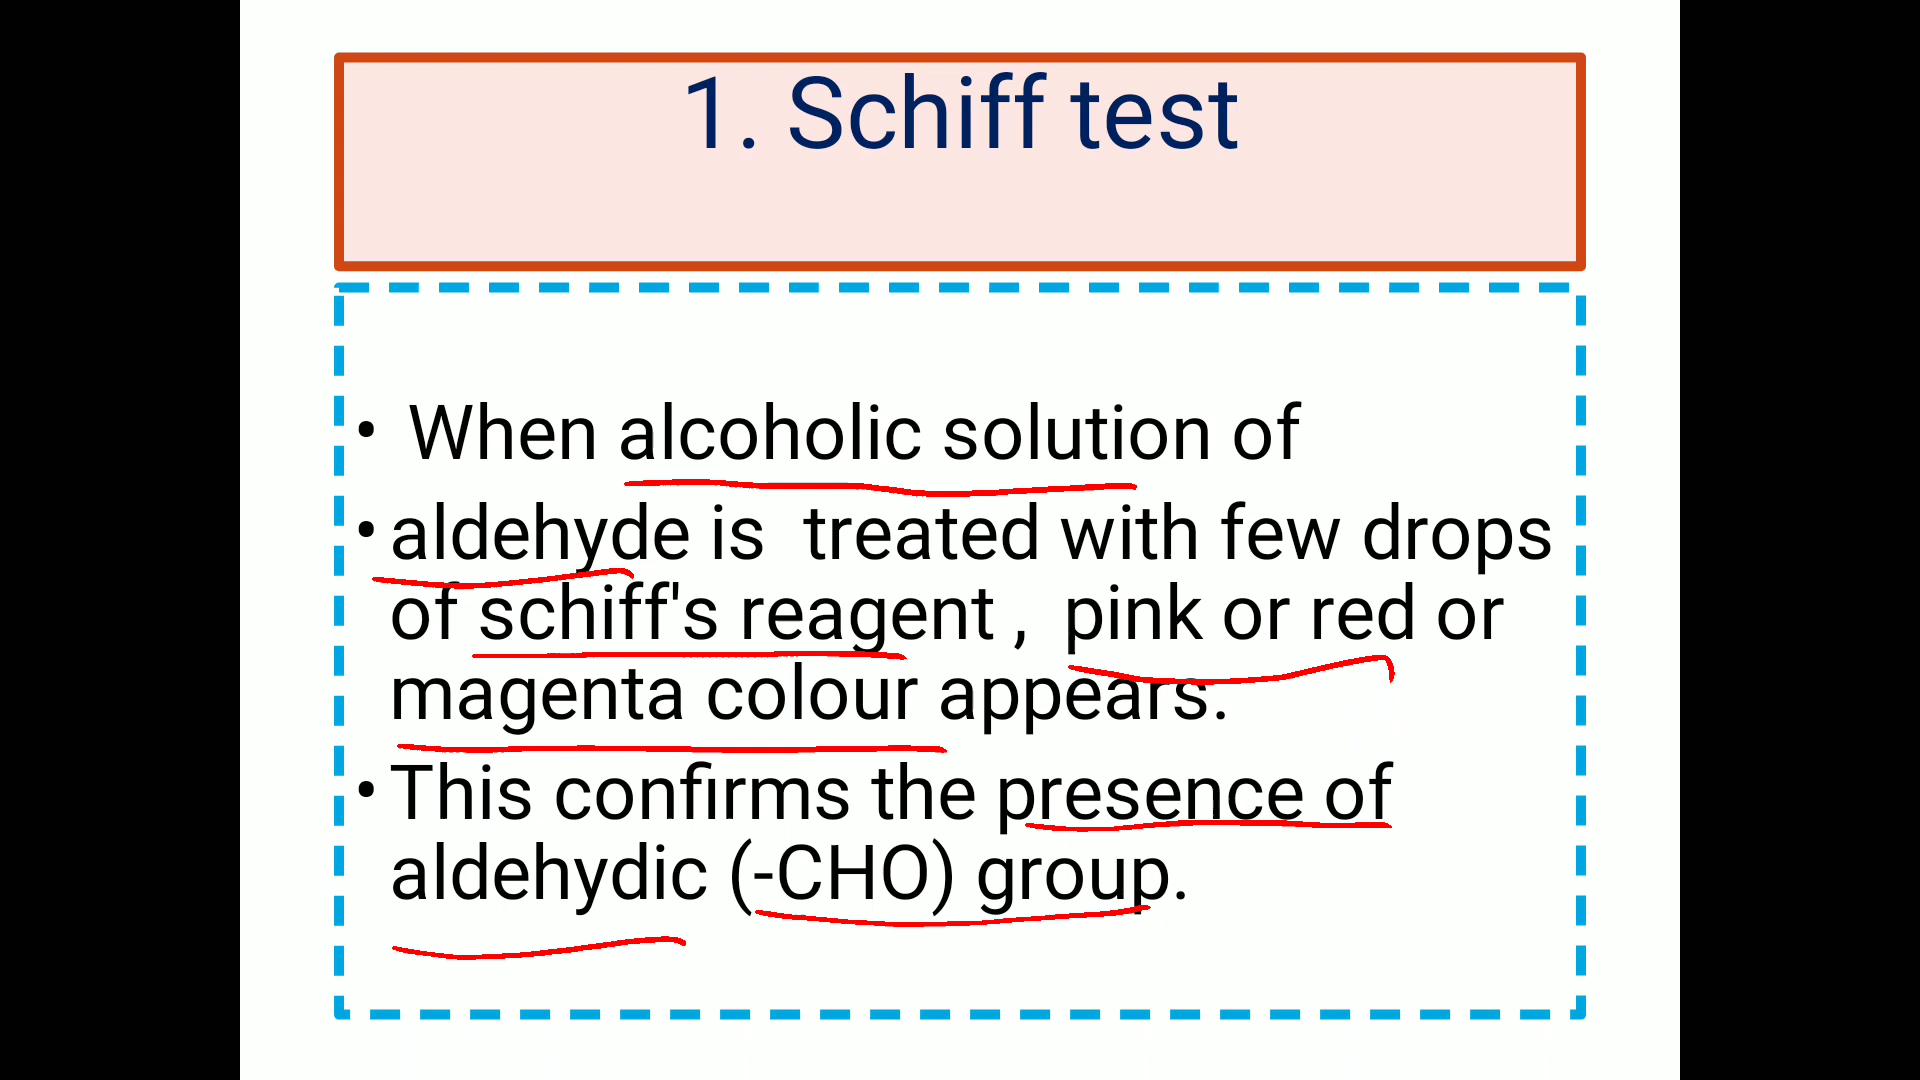 1. Schiff test
• When alcoholic solution of
• aldehyde is  treated with few drops
of schiff's reagent ,  pink or red or
magenta colour appears.
• This confirms the presence of
aldehydic (-CHO) group.